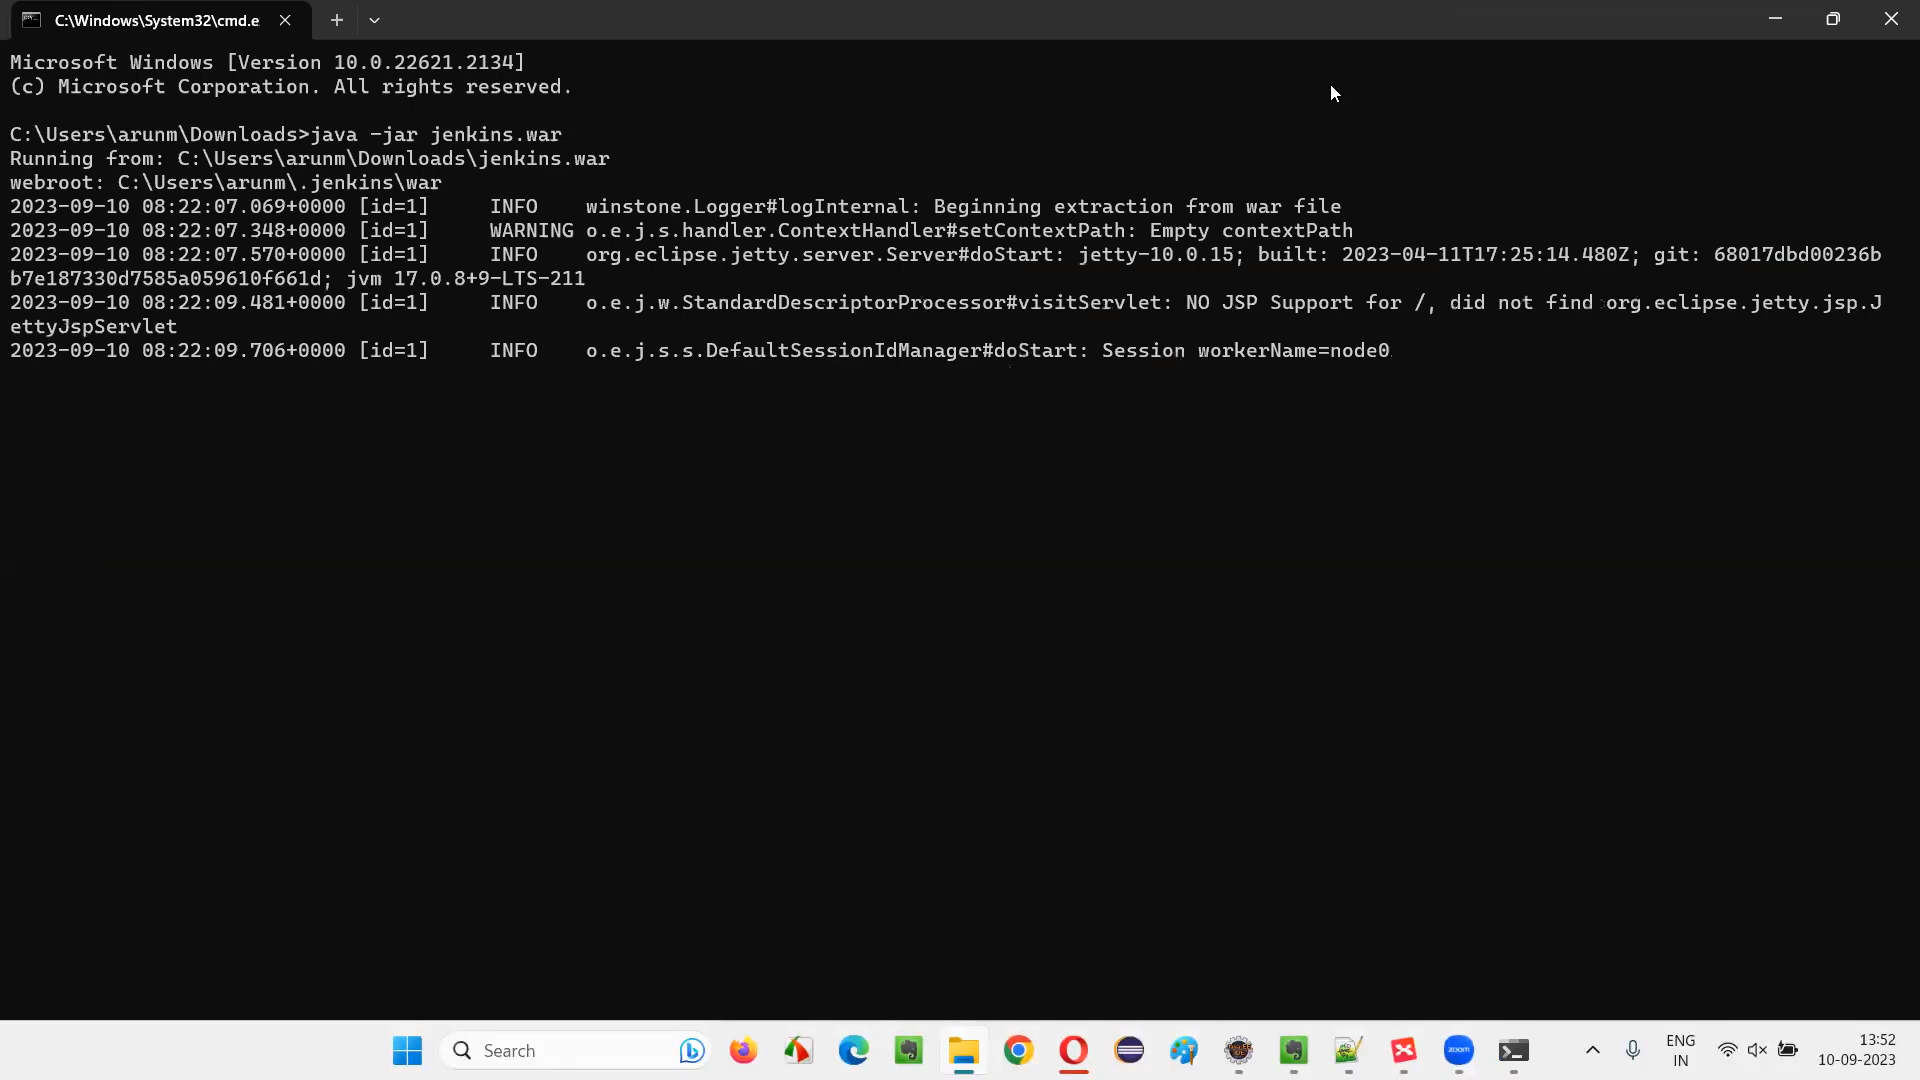 C:\Windows\System32\cmd.e
Microsoft Windows [Version 10.0.22621.2134]
(c) Microsoft Corporation. All rights reserved.
C:\Users\arunm\Downloads>java -jar jenkins.war
Running from: C:\Users\arunm\Downloads\jenkins.war
webroot: C:\Users\arunm\.jenkins\war
2023-09-10 08:22:07.069+0000 [id=1]     INFO    winstone.Logger#logInternal: Beginning extraction from war file
2023-09-10 08:22:07.348+0000 [id=1]     WARNING o.e.j.s.handler.ContextHandler#setContextPath: Empty contextPath
2023-09-10 08:22:07.570+0000 [id=1]     INFO    org.eclipse.jetty.server.Server#doStart: jetty-10.0.15; built: 2023-04-11T17:25:14.480Z; git: 68017dbd00236b
b7e187330d7585a059610f661d; jvm 17.0.8+9-LTS-211
2023-09-10 08:22:09.481+0000 [id=1]     INFO    o.e.j.w.StandardDescriptorProcessor#visitServlet: NO JSP Support for /, did not find org.eclipse.jetty.jsp.J
ettyJspServlet
2023-09-10 08:22:09.706+0000 [id=1]     INFO    o.e.j.s.s.DefaultSessionIdManager#doStart: Session workerName=node0
Search
zoom
ENG
IN
13:52
10-09-2023